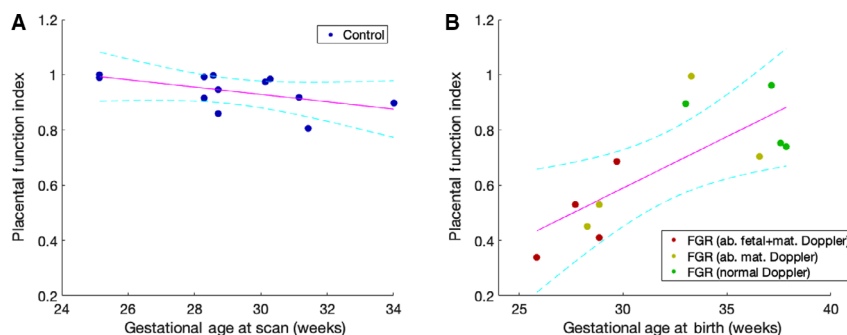 A
Control
Placental function index
1.2
1
0.8
0.6
0.4
0.2
24
26
28
30
32
34
Gestational age at scan (weeks)
B
Placental function index
1.2
1
0.8
0.6
0.4
0.2
FGR (ab. fetal+mat. Doppler)
FGR (ab. mat. Doppler)
FGR (normal Doppler)
25
30
35
40
Gestational age at birth (weeks)